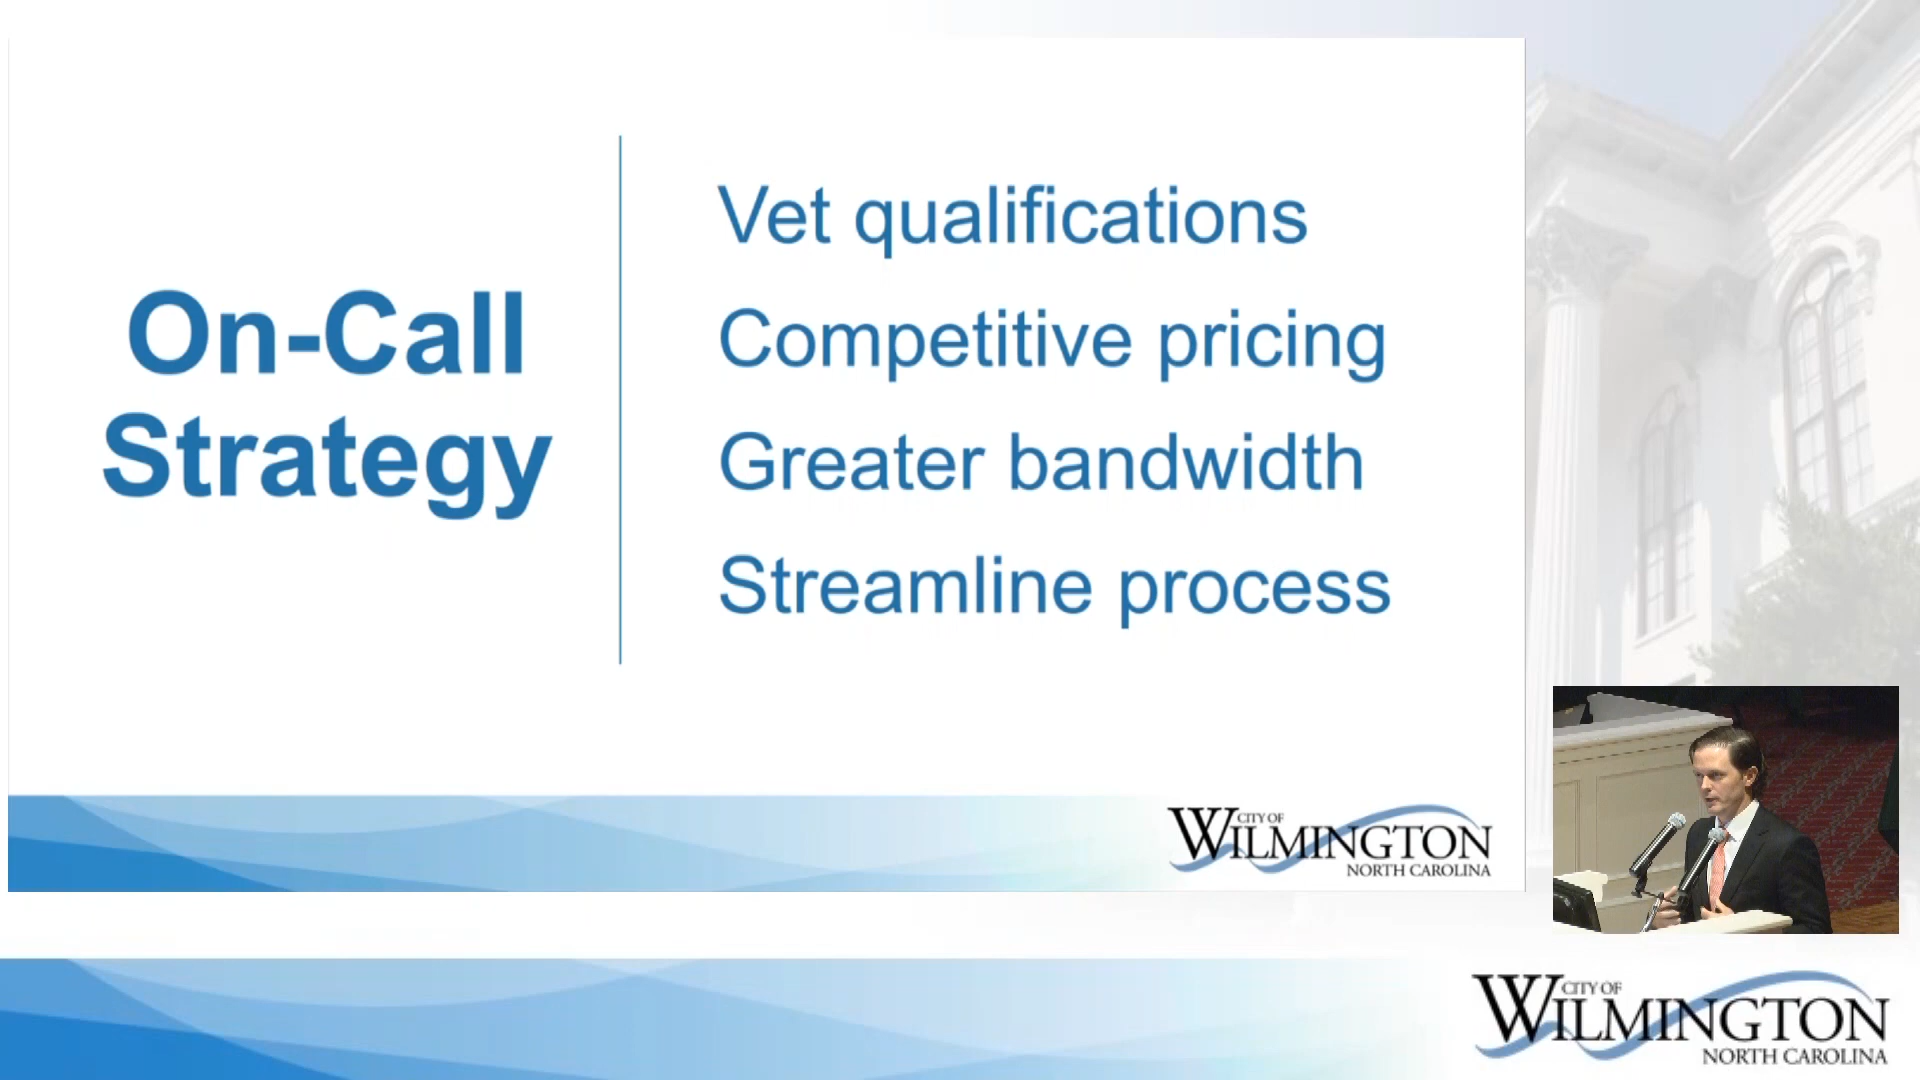 On-Call
Strategy
Vet qualifications
Competitive pricing
Greater bandwidth
Streamline process
CITY OF
WILMINGTON
NORTH CAROLINA
CITY OF
WILMINGTON
NORTH CAROLINA